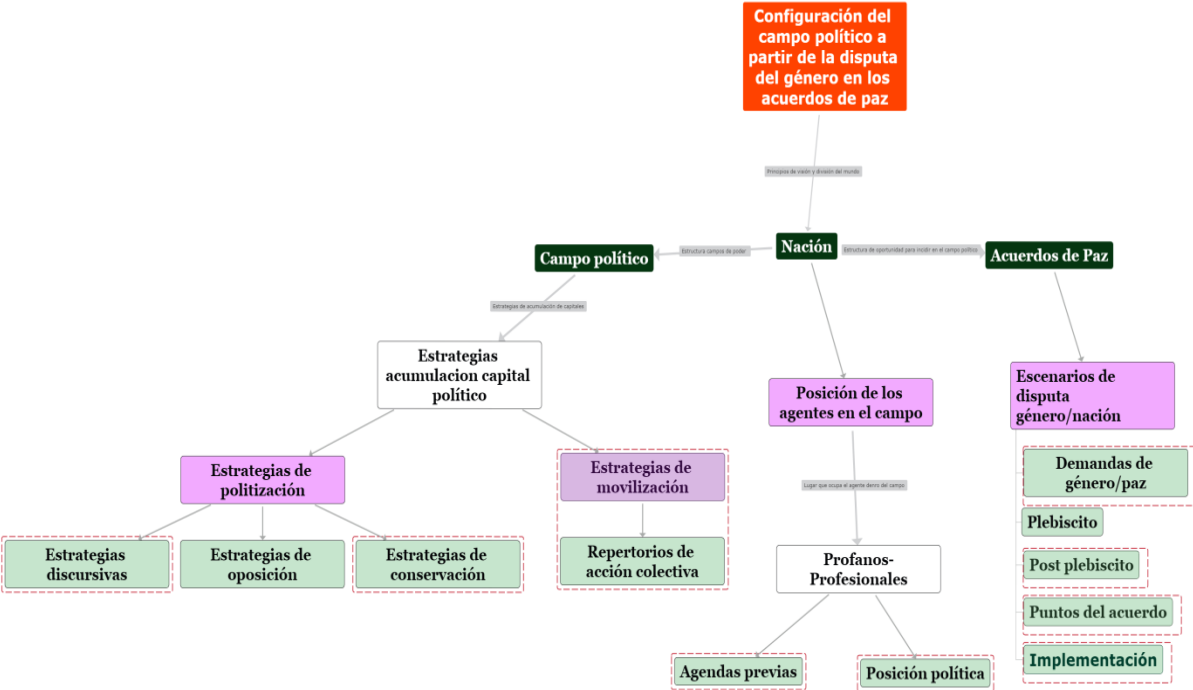 Configuración del
campo político a
partir de la disputa
del género en los
acuerdos de paz
Principios de visión y división del mundo
Campo político
Estructura campos de poder
Nación
Estructura de oportunidad para incidir en el campo político
Acuerdos de Paz
Estrategias de acumulación de capitales
Estrategias
acumulacion capital
político
Posición de los
agentes en el campo
Escenarios de
disputa
género/nación
Estrategias de
politización
Estrategias de
movilización
Lugar que ocupa el agente denro del campo
Demandas de
género/paz
Plebiscito
Estrategias
discursivas
Estrategias de
oposición
Estrategias de
conservación
Repertorios de
acción colectiva
Profanos-
Profesionales
Post plebiscito
Puntos del acuerdo
Implementación
Agendas previas
Posición política